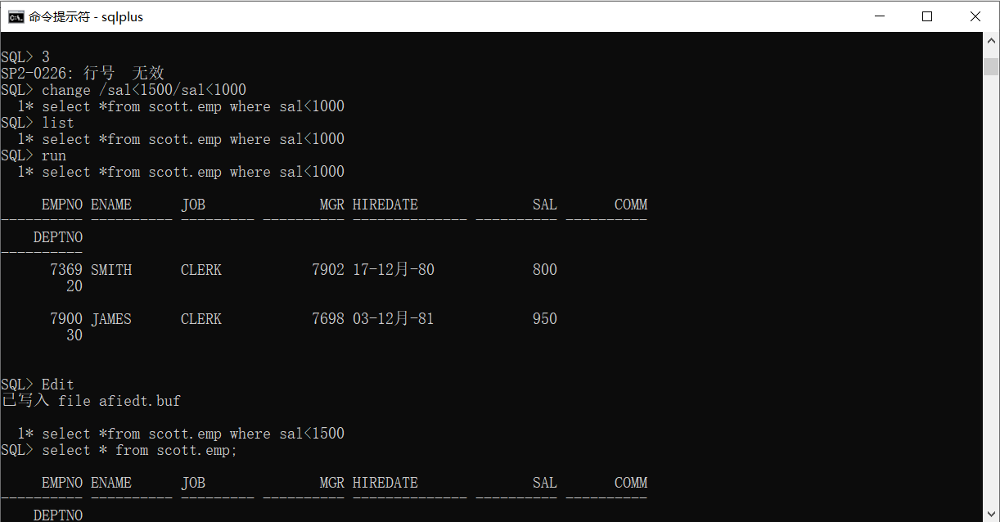 命令提示符 - sqlplus
SQL> 3
SP2-0226: 行号  无效
SQL> change /sal<1500/sal<1000
  1* select *from scott.emp where sal<1000
SQL> list
  1* select *from scott.emp where sal<1000
SQL> run
  1* select *from scott.emp where sal<1000
     EMPNO ENAME      JOB              MGR HIREDATE              SAL       COMM
---------- ---------- --------- ---------- -------------- ---------- ----------
    DEPTNO
----------
      7369 SMITH      CLERK           7902 17-12月-80            800
        20
      7900 JAMES      CLERK           7698 03-12月-81            950
        30
SQL> Edit
已写入 file afiedt.buf
  1* select *from scott.emp where sal<1500
SQL> select * from scott.emp;
     EMPNO ENAME      JOB              MGR HIREDATE              SAL       COMM
---------- ---------- --------- ---------- -------------- ---------- ----------
    DEPTNO